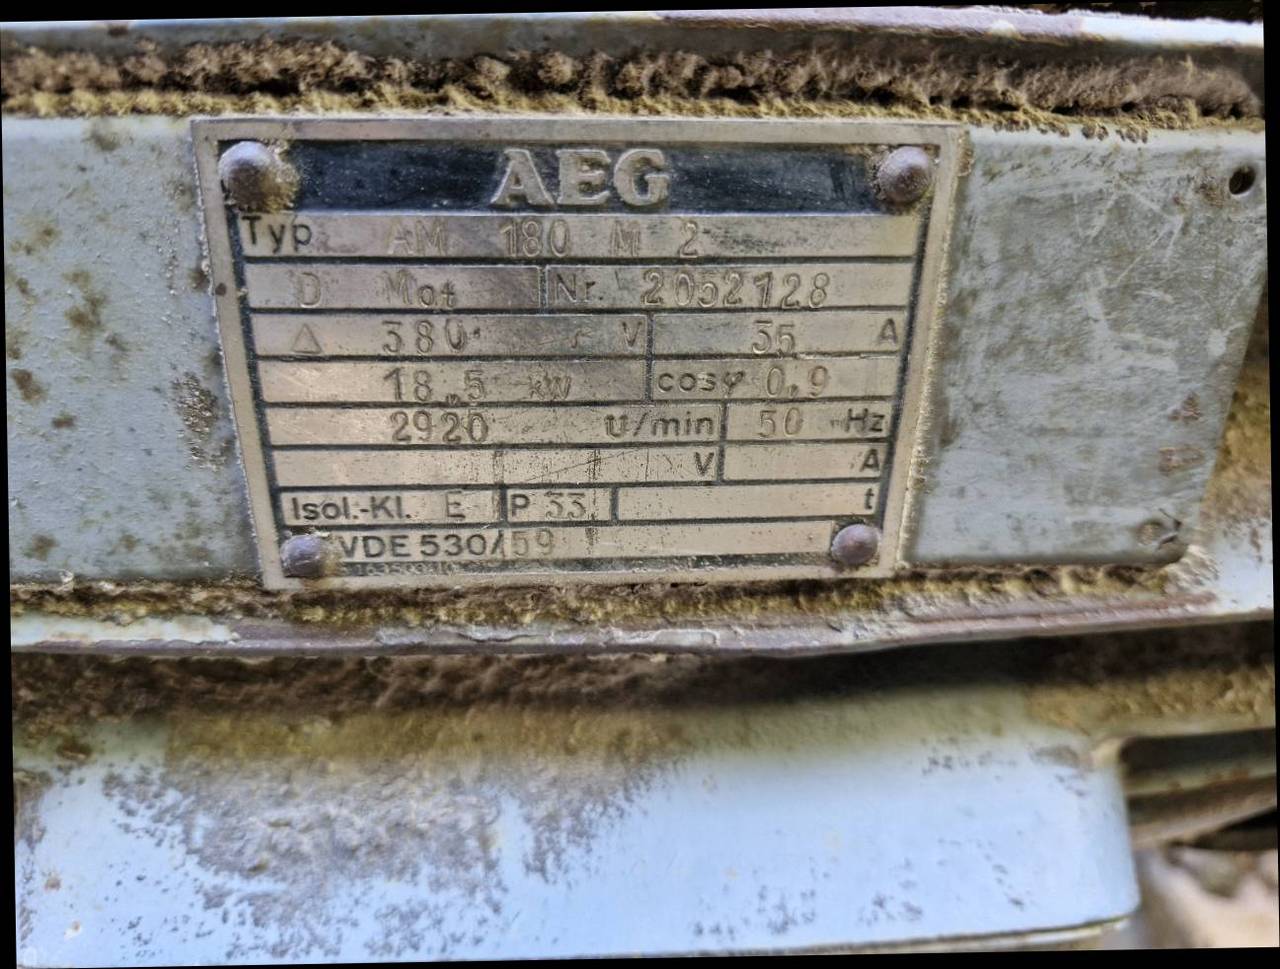 AEG
Typ AM 180 M 2
D Mot Nr. 2052128
△ 380 V 35 A
18,5 kW cosφ 0,9
2920 U/min 50 Hz
V A
Isol.-Kl. E P 33 t
VDE 530/59